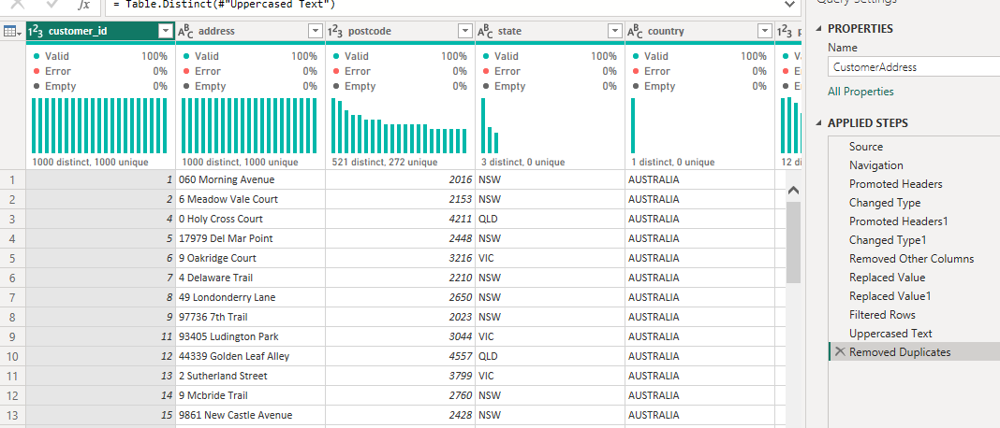 fx = Table.Distinct(#"Uppercased Text")
Query Settings
123 customer_id ABC address 123 postcode ABC state ABC country 123 p
Valid 100% Valid 100% Valid 100% Valid 100% Valid 100% V
Error 0% Error 0% Error 0% Error 0% Error 0% E
Empty 0% Empty 0% Empty 0% Empty 0% Empty 0% E
1000 distinct, 1000 unique 1000 distinct, 1000 unique 521 distinct, 272 unique 3 distinct, 0 unique 1 distinct, 0 unique 12 di
1 1 060 Morning Avenue 2016 NSW AUSTRALIA
2 2 6 Meadow Vale Court 2153 NSW AUSTRALIA
3 4 0 Holy Cross Court 4211 QLD AUSTRALIA
4 5 17979 Del Mar Point 2448 NSW AUSTRALIA
5 6 9 Oakridge Court 3216 VIC AUSTRALIA
6 7 4 Delaware Trail 2210 NSW AUSTRALIA
7 8 49 Londonderry Lane 2650 NSW AUSTRALIA
8 9 97736 7th Trail 2023 NSW AUSTRALIA
9 11 93405 Ludington Park 3044 VIC AUSTRALIA
10 12 44339 Golden Leaf Alley 4557 QLD AUSTRALIA
11 13 2 Sutherland Street 3799 VIC AUSTRALIA
12 14 9 Mcbride Trail 2760 NSW AUSTRALIA
13 15 9861 New Castle Avenue 2428 NSW AUSTRALIA
PROPERTIES
Name
CustomerAddress
All Properties
APPLIED STEPS
Source
Navigation
Promoted Headers
Changed Type
Promoted Headers1
Changed Type1
Removed Other Columns
Replaced Value
Replaced Value1
Filtered Rows
Uppercased Text
Removed Duplicates